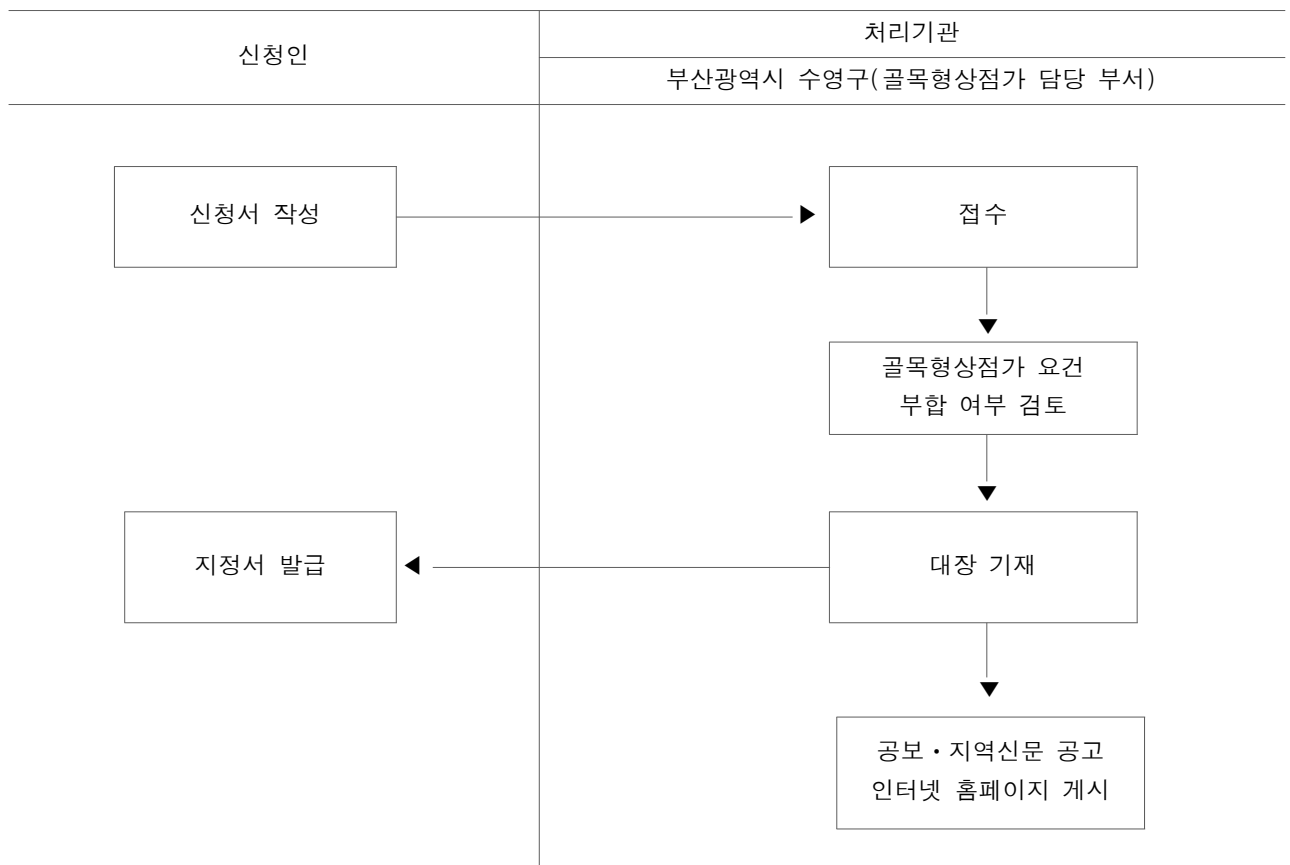 신청인
처리기관
부산광역시 수영구(골목형상점가 담당 부서)
신청서 작성
접수
골목형상점가 요건
부합 여부 검토
지정서 발급
대장 기재
공보·지역신문 공고
인터넷 홈페이지 게시